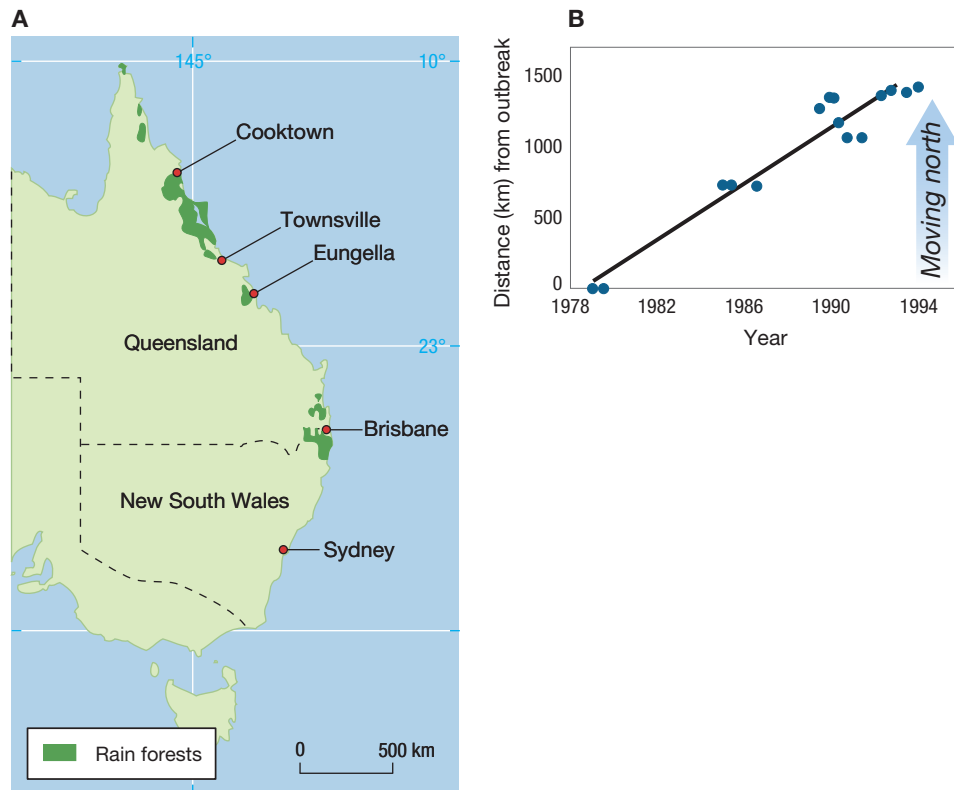 A
145°
10°
Cooktown
Townsville
Eungella
Queensland
23°
Brisbane
New South Wales
Sydney
Rain forests
0
500 km
B
Distance (km) from outbreak
1500
1000
500
0
Moving north
1978
1982
1986
1990
1994
Year